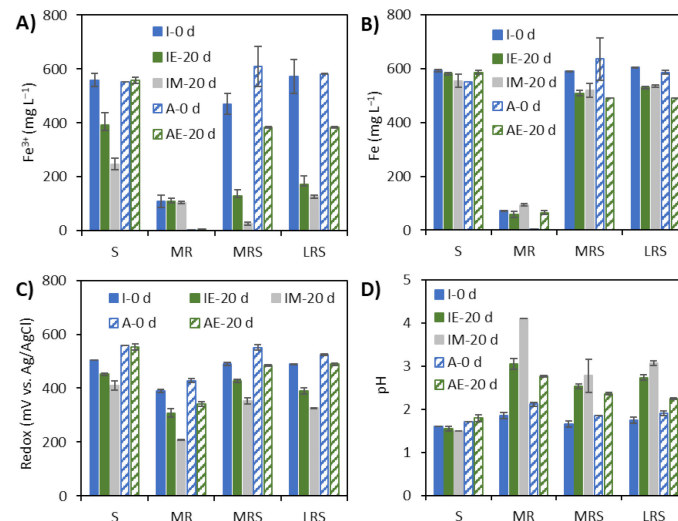 A)
Fe³⁺ (mg L⁻¹)
800
600
400
200
0
I-0 d
IE-20 d
IM-20 d
A-0 d
AE-20 d
S MR MRS LRS
B)
Fe (mg L⁻¹)
800
600
400
200
0
I-0 d
IE-20 d
IM-20 d
A-0 d
AE-20 d
S MR MRS LRS
C)
Redox (mV vs. Ag/AgCl)
800
600
400
200
0
I-0 d IE-20 d IM-20 d
A-0 d AE-20 d
S MR MRS LRS
D)
pH
5
4
3
2
1
0
I-0 d
IE-20 d
IM-20 d
A-0 d
AE-20 d
S MR MRS LRS